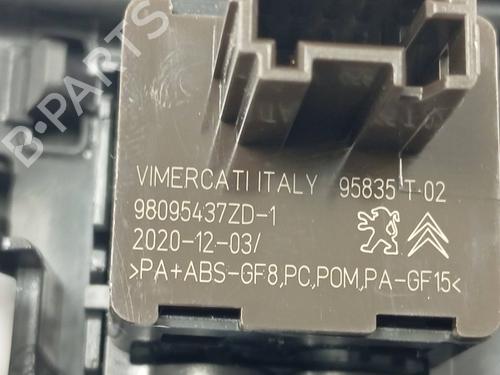 B·PARTS
VIMERCATI ITALY 95835 T·02
98095437ZD-1
2020-12-03/
>PA+ABS-GF8,PC,POM,PA-GF15<